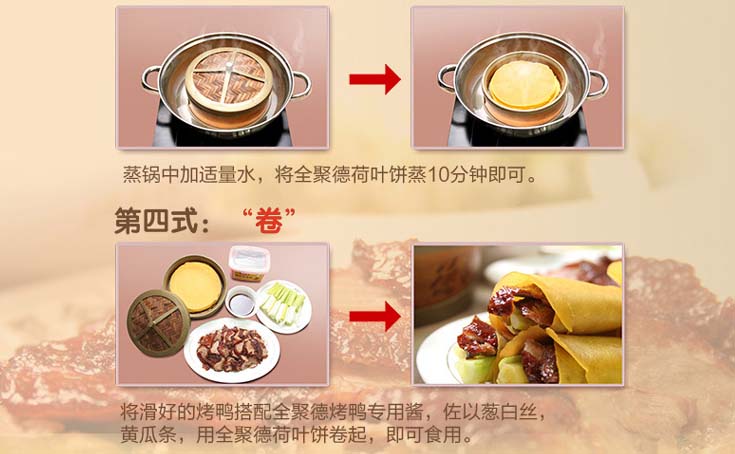 蒸锅中加适量水，将全聚德荷叶饼蒸10分钟即可。
第四式：“卷”
将滑好的烤鸭搭配全聚德烤鸭专用酱，佐以葱白丝，
黄瓜条，用全聚德荷叶饼卷起，即可食用。